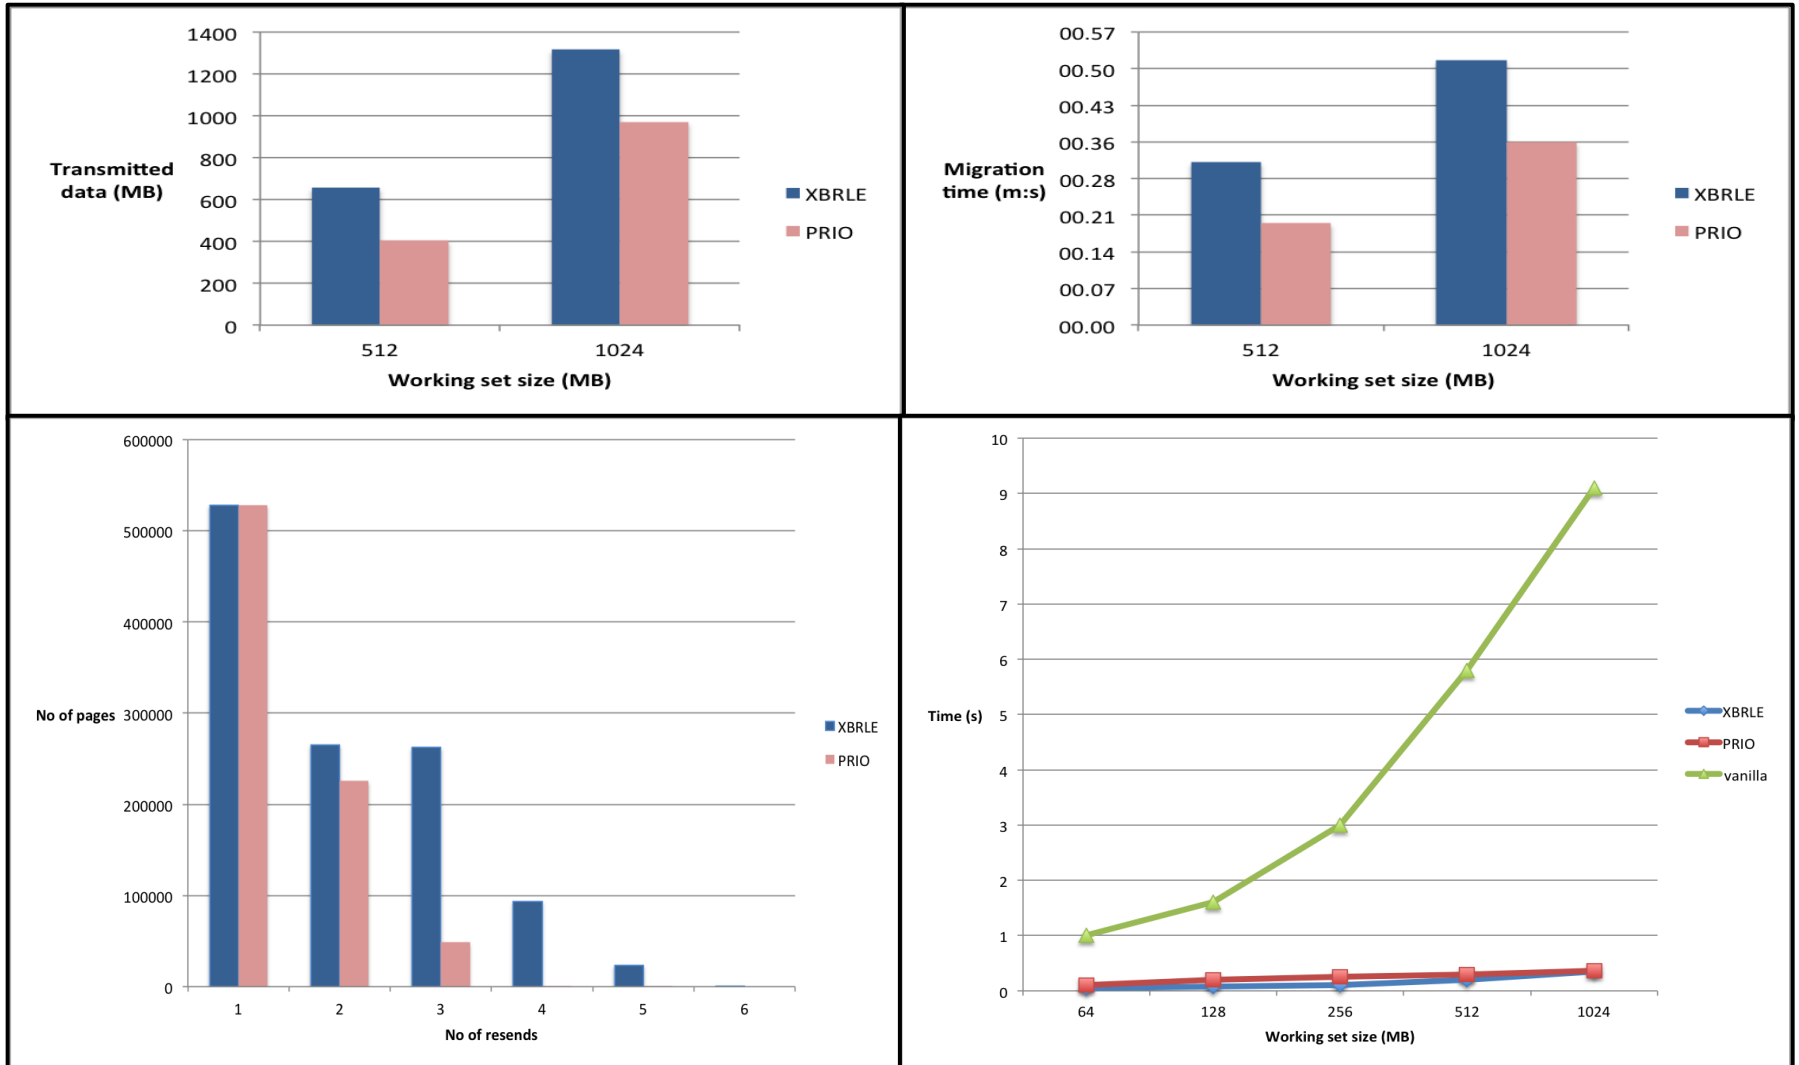 1400
1200
1000
800
600
400
200
0
Transmitted
data (MB)
XBRLE
PRIO
512 1024
Working set size (MB)
00.57
00.50
00.43
00.36
00.28
00.21
00.14
00.07
00.00
Migration
time (m:s)
XBRLE
PRIO
512 1024
Working set size (MB)
600000
500000
400000
300000
200000
100000
0
No of pages
XBRLE
PRIO
1 2 3 4 5 6
No of resends
10
9
8
7
6
5
4
3
2
1
0
Time (s)
XBRLE
PRIO
vanilla
64 128 256 512 1024
Working set size (MB)